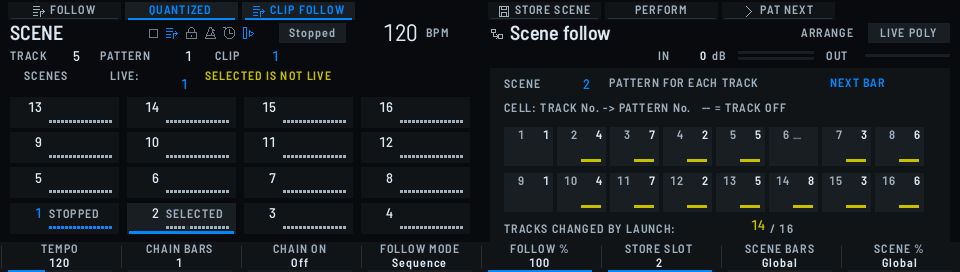 FOLLOW QUANTIZED CLIP FOLLOW STORE SCENE PERFORM PAT NEXT
SCENE Stopped 120 BPM Scene follow ARRANGE LIVE POLY
TRACK 5 PATTERN 1 CLIP 1 IN 0 dB OUT
SCENES LIVE: 1 SELECTED IS NOT LIVE
SCENE 2 PATTERN FOR EACH TRACK NEXT BAR
CELL: TRACK No. -> PATTERN No. -- = TRACK OFF
13 14 15 16
9 10 11 12
5 6 7 8
1 STOPPED 2 SELECTED 3 4
1 1 2 4 3 7 4 2 5 5 6 -- 7 3 8 6
9 1 10 4 11 7 12 2 13 5 14 8 15 3 16 6
TRACKS CHANGED BY LAUNCH: 14 / 16
TEMPO CHAIN BARS CHAIN ON FOLLOW MODE FOLLOW % STORE SLOT SCENE BARS SCENE %
120 1 Off Sequence 100 2 Global Global